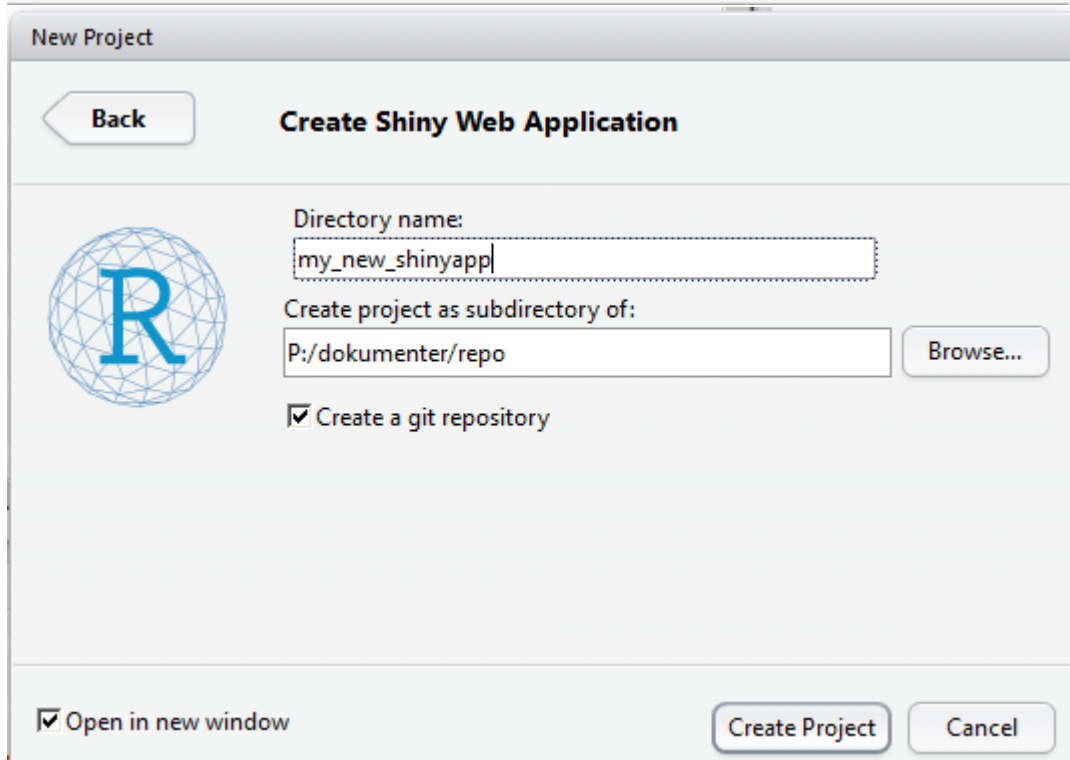 New Project
Back
Create Shiny Web Application
Directory name:
my_new_shinyapp
R
Create project as subdirectory of:
P:/dokumenter/repo
Browse...
Create a git repository
Open in new window
Create Project
Cancel